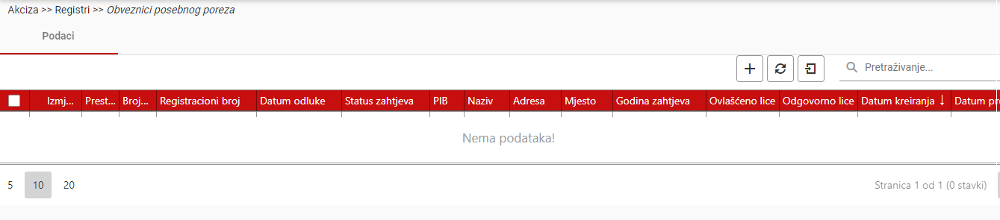 Akciza >> Registri >> Obveznici posebnog poreza
Podaci
Pretraživanje...
Izmj... Prest... Broj... Registracioni broj Datum odluke Status zahtjeva PIB Naziv Adresa Mjesto Godina zahtjeva Ovlašćeno lice Odgovorno lice Datum kreiranja ↓ Datum pr
Nema podataka!
5 10 20 Stranica 1 od 1 (0 stavki)